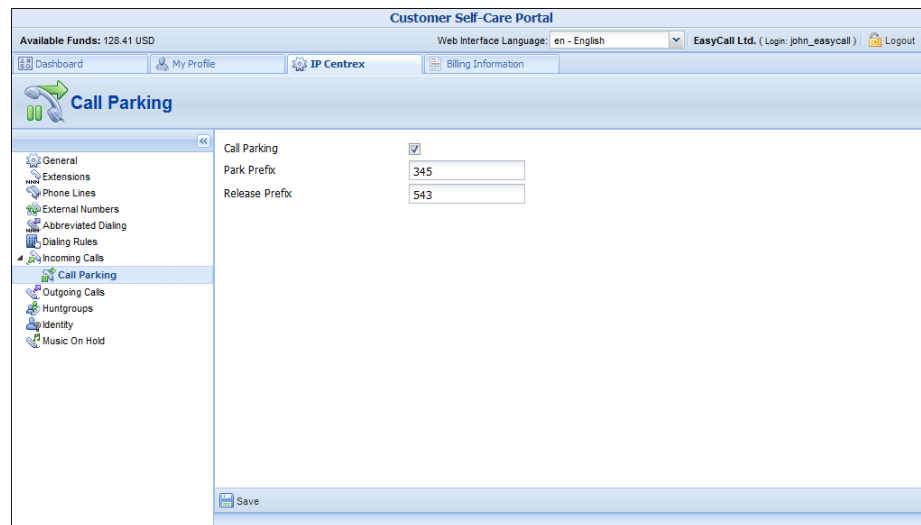 Customer Self-Care Portal
Available Funds: 128.41 USD
Web Interface Language: en - English
EasyCall Ltd. ( Login: john_easycall )
Logout
Dashboard
My Profile
IP Centrex
Billing Information
Call Parking
General
Extensions
Phone Lines
External Numbers
Abbreviated Dialing
Dialing Rules
Incoming Calls
Call Parking
Outgoing Calls
Huntgroups
Identity
Music On Hold
Call Parking
Park Prefix 345
Release Prefix 543
Save